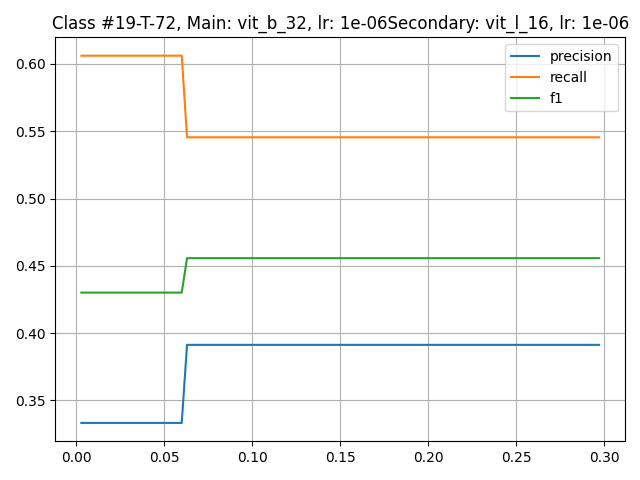 Class #19-T-72, Main: vit_b_32, lr: 1e-06Secondary: vit_l_16, lr: 1e-06
precision
recall
f1
0.60
0.55
0.50
0.45
0.40
0.35
0.00 0.05 0.10 0.15 0.20 0.25 0.30